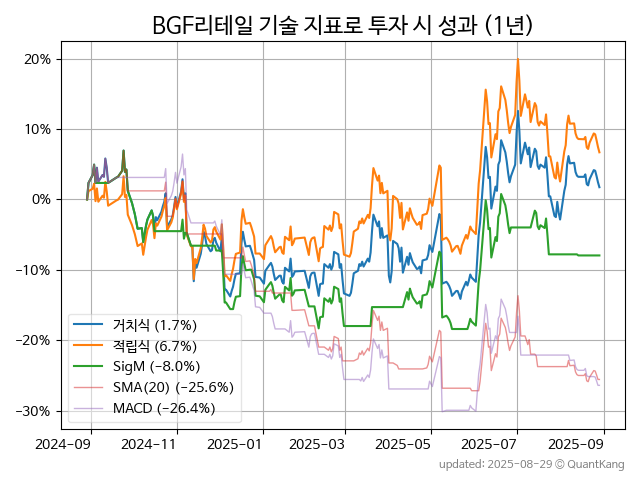 BGF리테일 기술 지표로 투자 시 성과 (1년)
20%
10%
0%
−10%
−20%
−30%
거치식 (1.7%)
적립식 (6.7%)
SigM (−8.0%)
SMA(20) (−25.6%)
MACD (−26.4%)
2024-09 2024-11 2025-01 2025-03 2025-05 2025-07 2025-09
updated: 2025-08-29 © QuantKang